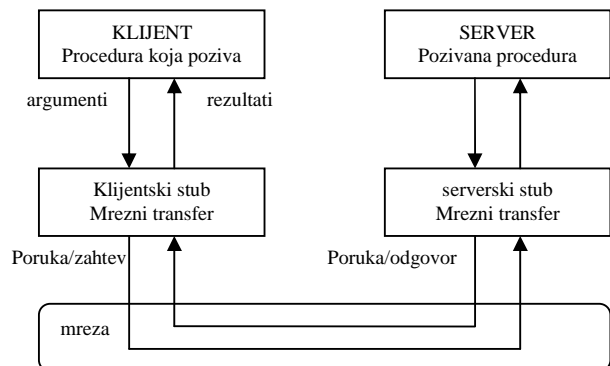 KLIJENT
Procedura koja poziva
SERVER
Pozivana procedura
argumenti
rezultati
Klijentski stub
Mrezni transfer
serverski stub
Mrezni transfer
Poruka/zahtev
Poruka/odgovor
mreza